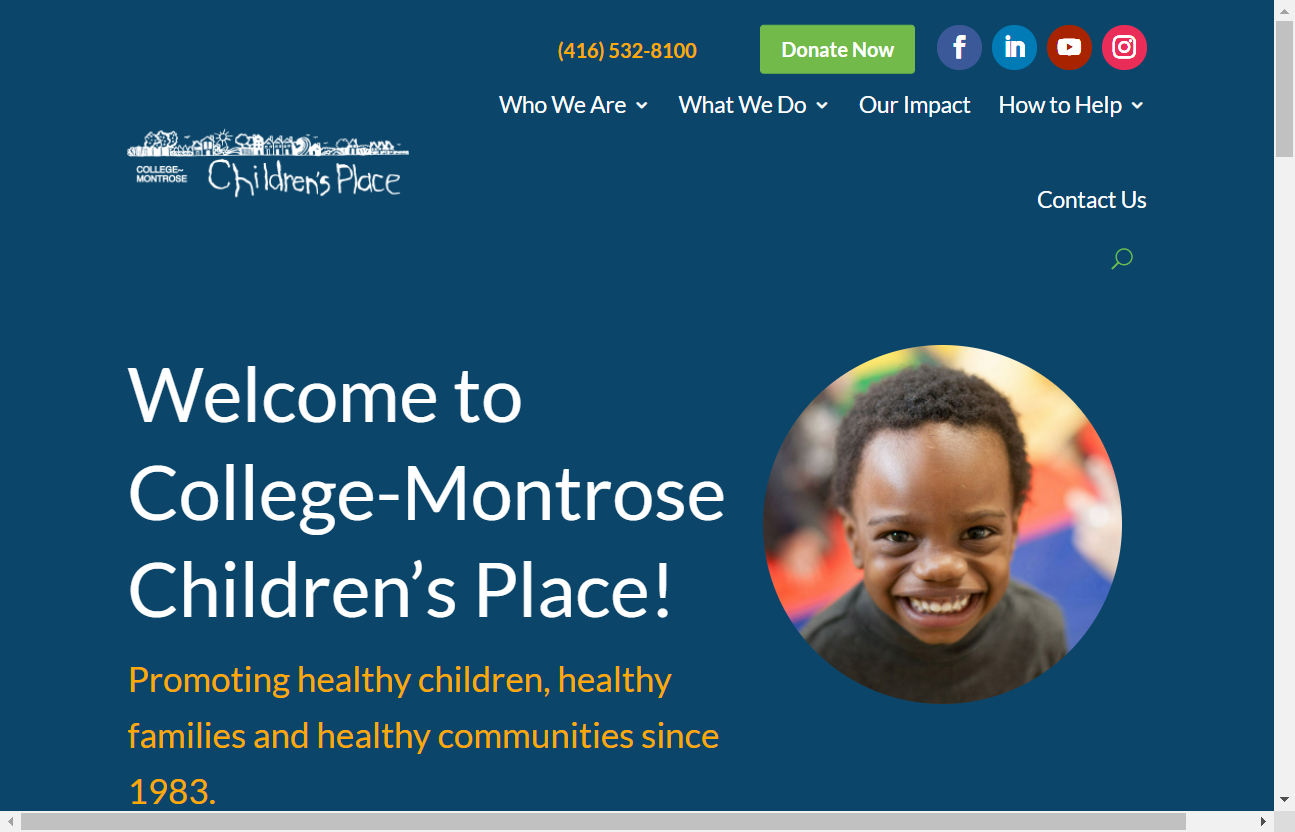 (416) 532-8100
Donate Now
Who We Are
What We Do
Our Impact
How to Help
COLLEGE~
MONTROSE
Children's Place
Contact Us
Welcome to
College-Montrose
Children’s Place!
Promoting healthy children, healthy
families and healthy communities since
1983.